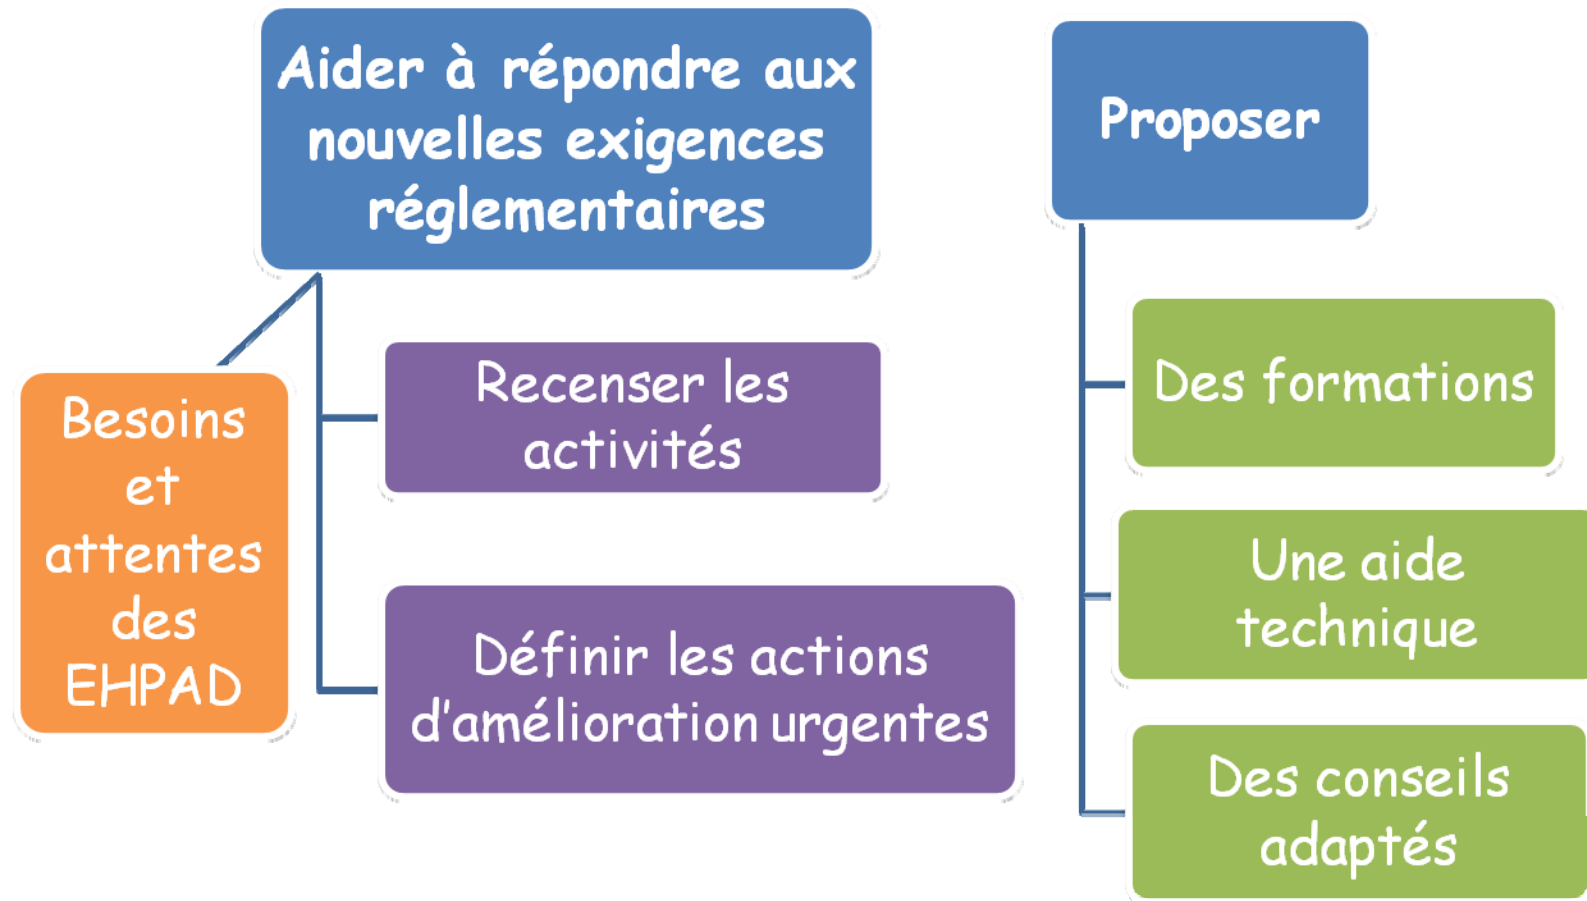 Aider à répondre aux
nouvelles exigences
réglementaires
Besoins
et
attentes
des
EHPAD
Recenser les
activités
Définir les actions
d'amélioration urgentes
Proposer
Des formations
Une aide
technique
Des conseils
adaptés